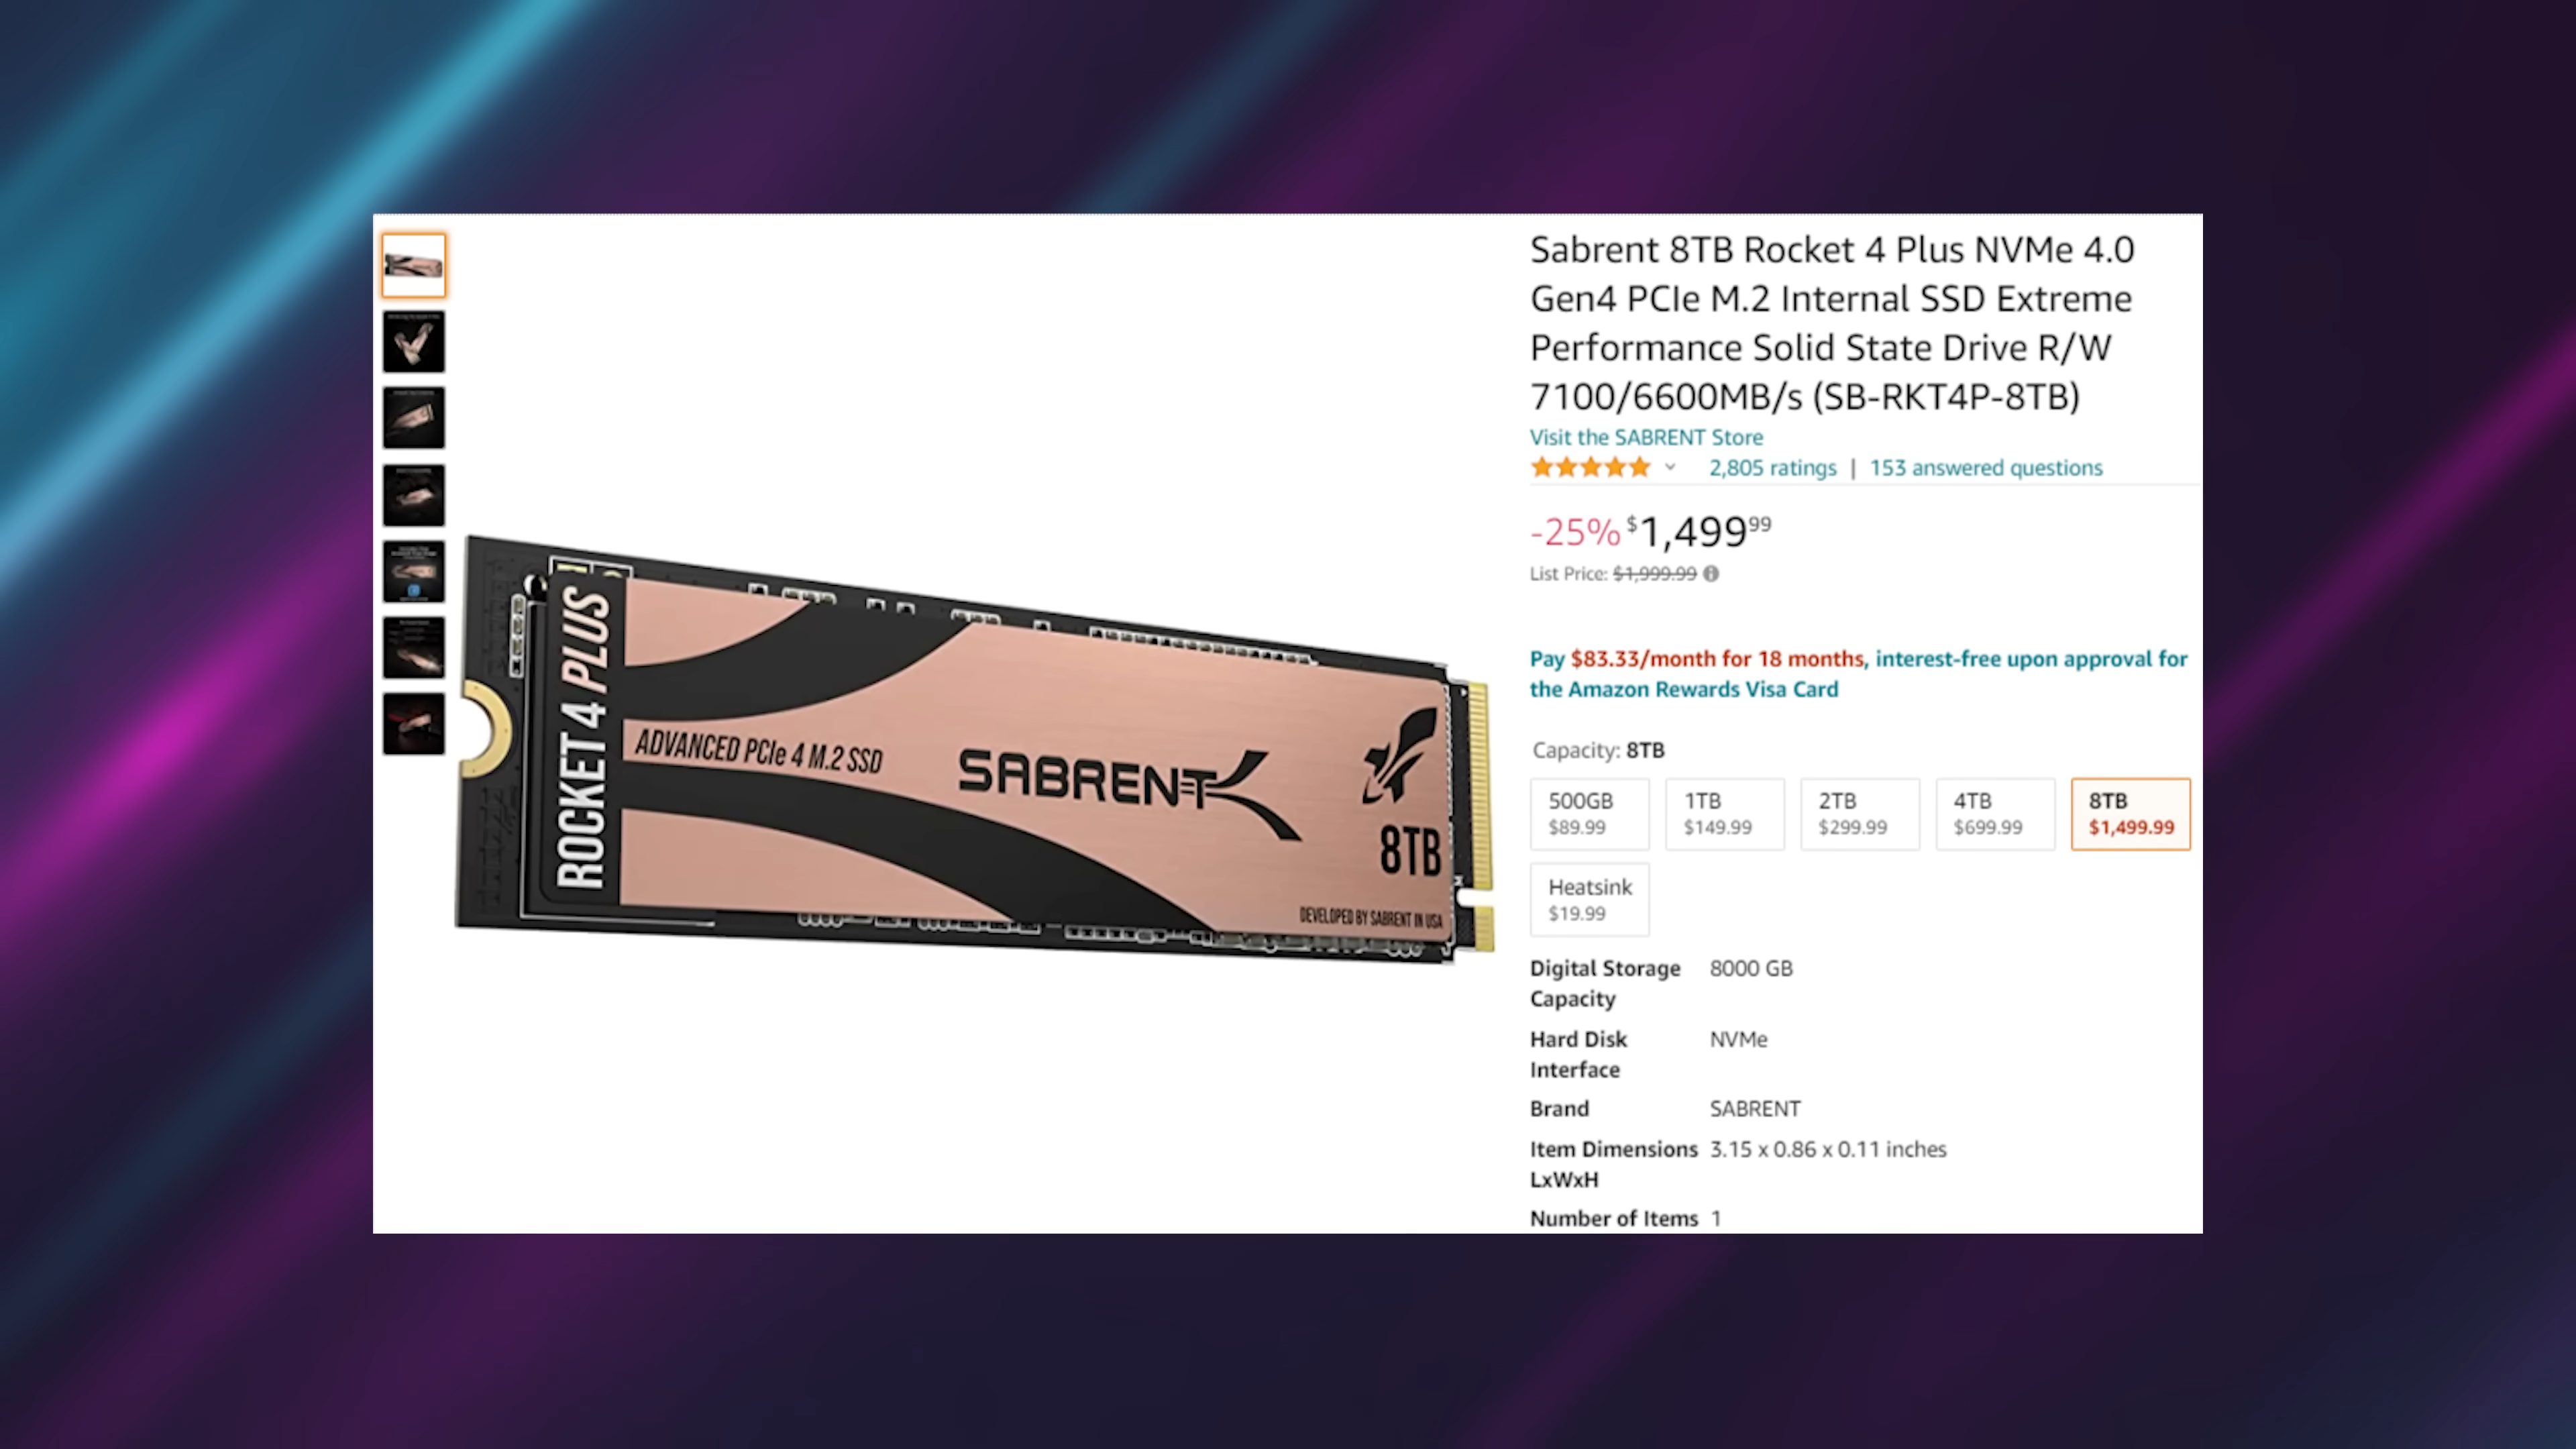 Sabrent 8TB Rocket 4 Plus NVMe 4.0
Gen4 PCIe M.2 Internal SSD Extreme
Performance Solid State Drive R/W
7100/6600MB/s (SB-RKT4P-8TB)
Visit the SABRENT Store
2,805 ratings | 153 answered questions
-25% $1,499.99
List Price: $1,999.99
Pay $83.33/month for 18 months, interest-free upon approval for
the Amazon Rewards Visa Card
Capacity: 8TB
500GB
$89.99
1TB
$149.99
2TB
$299.99
4TB
$699.99
8TB
$1,499.99
Heatsink
$19.99
Digital Storage Capacity 8000 GB
Hard Disk Interface NVMe
Brand SABRENT
Item Dimensions LxWxH 3.15 x 0.86 x 0.11 inches
Number of Items 1
ROCKET 4 PLUS
ADVANCED PCIe 4 M.2 SSD
SABRENT
8TB
DEVELOPED BY SABRENT IN USA